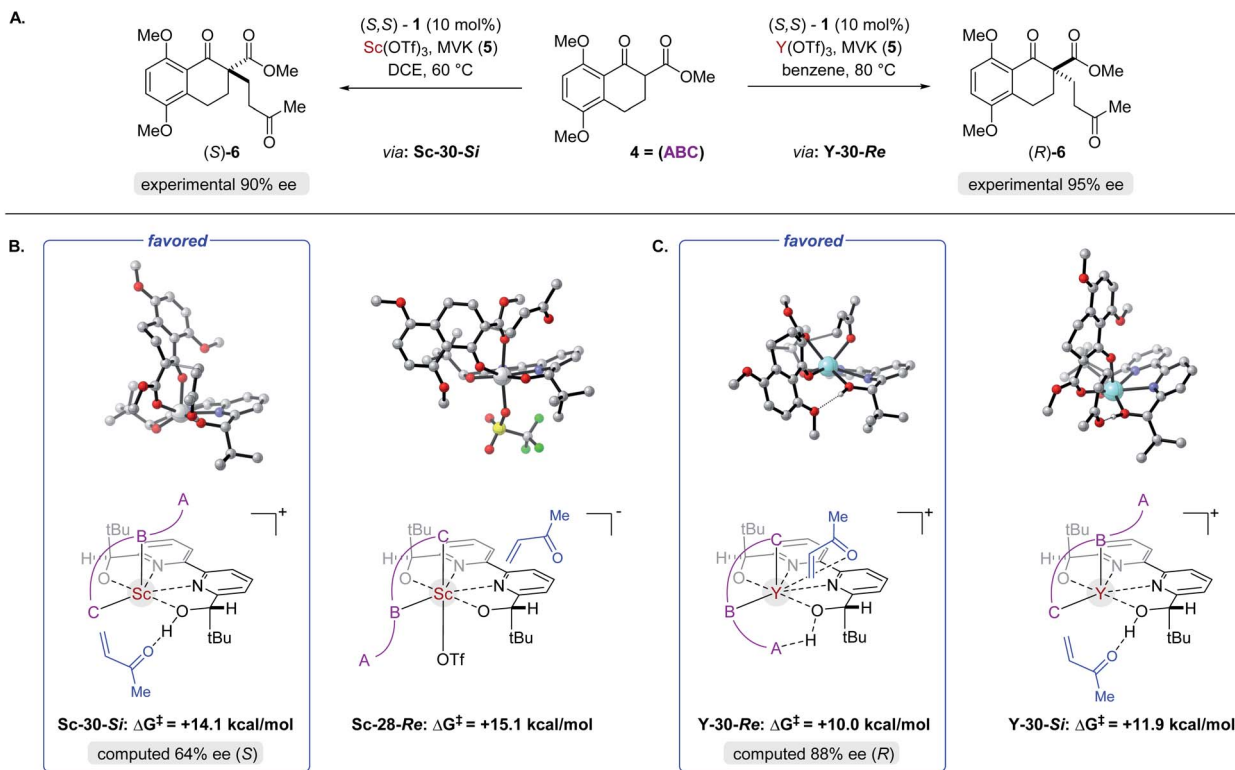 A.
MeO
O
O
OMe
Me
MeO
O
(S)-6
experimental 90% ee
(S,S) - 1 (10 mol%)
Sc(OTf)3, MVK (5)
DCE, 60 °C
via: Sc-30-Si
MeO
O
O
OMe
MeO
4 = (ABC)
(S,S) - 1 (10 mol%)
Y(OTf)3, MVK (5)
benzene, 80 °C
via: Y-30-Re
MeO
O
O
OMe
Me
MeO
O
(R)-6
experimental 95% ee
B.
favored
A
tBu
+
B
H
N
O
Sc
N
C
O
H
H
tBu
O
Me
Sc-30-Si: ΔG‡ = +14.1 kcal/mol
computed 64% ee (S)
Me
-
tBu
C
O
H
N
O
Sc
N
B
O
H
tBu
A
OTf
Sc-28-Re: ΔG‡ = +15.1 kcal/mol
C.
favored
Me
+
tBu
C
O
H
N
O
Y
N
B
O
H
A
H
tBu
Y-30-Re: ΔG‡ = +10.0 kcal/mol
computed 88% ee (R)
A
+
tBu
B
H
N
O
Y
N
C
O
H
H
tBu
O
Me
Y-30-Si: ΔG‡ = +11.9 kcal/mol